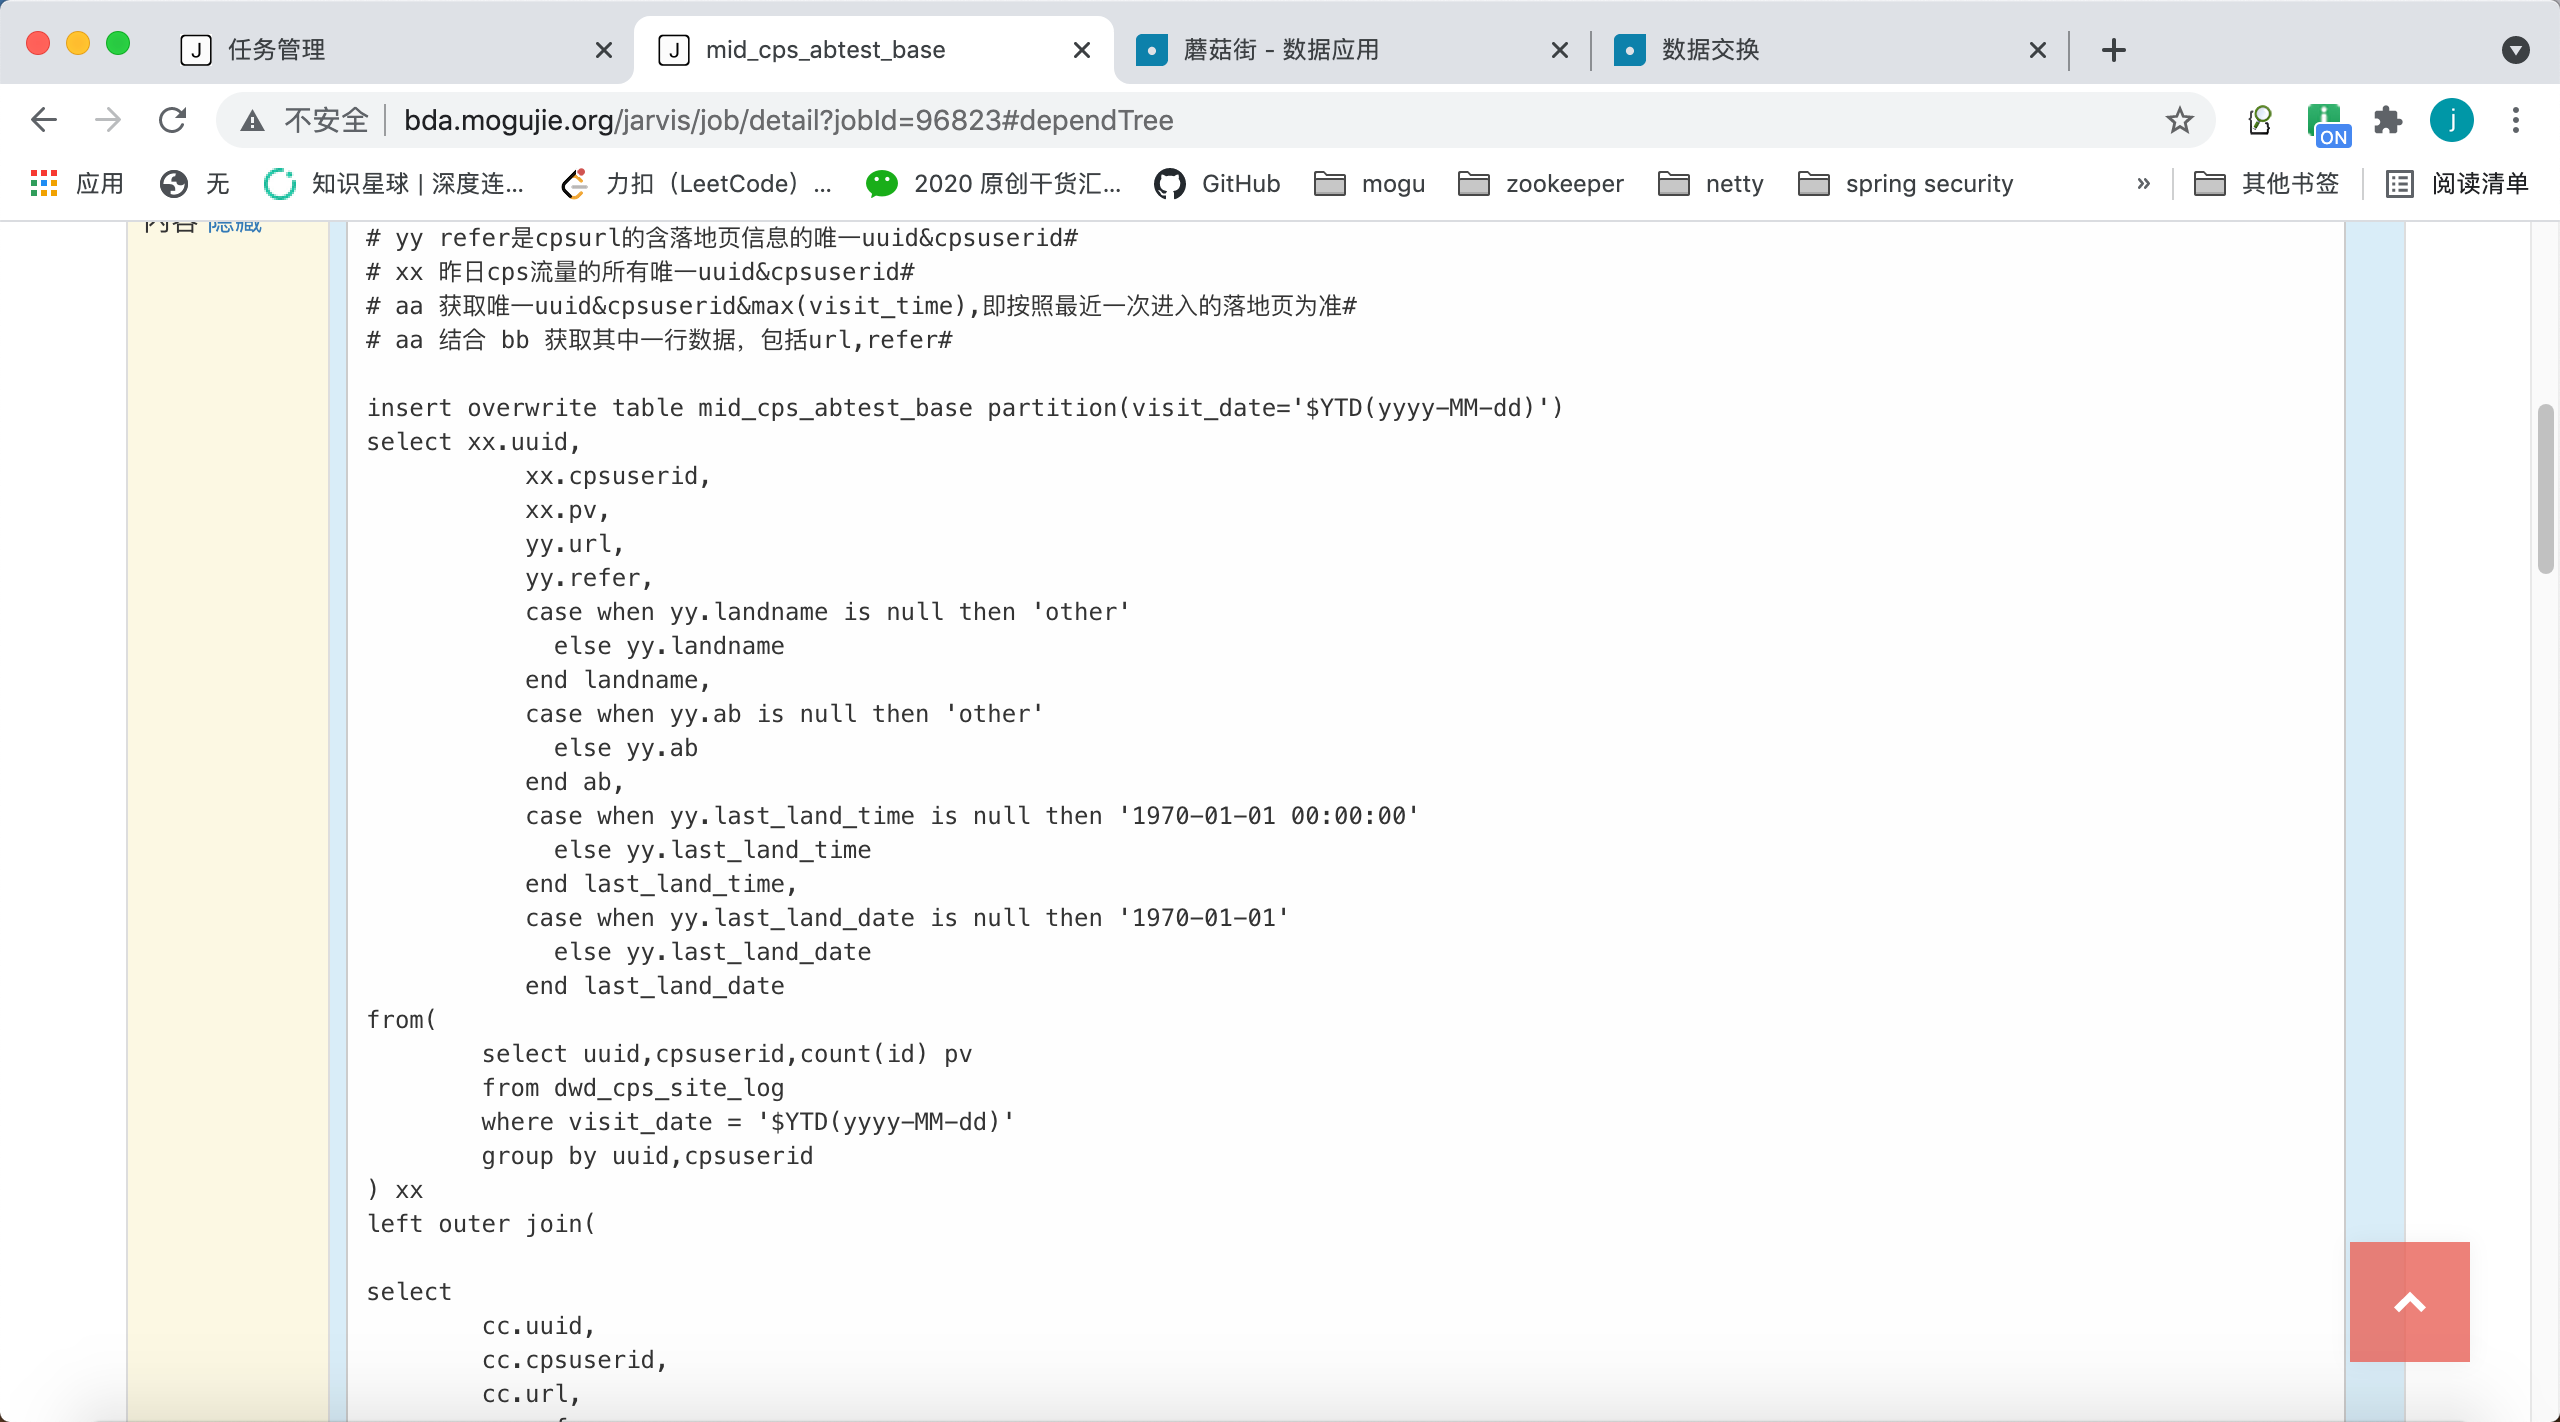 任务管理
mid_cps_abtest_base
蘑菇街 - 数据应用
数据交换
不安全
bda.mogujie.org/jarvis/job/detail?jobId=96823#dependTree
ON
j
应用
无
知识星球 | 深度连...
力扣（LeetCode）...
2020 原创干货汇...
GitHub
mogu
zookeeper
netty
spring security
»
其他书签
阅读清单
内容 隐藏
# yy refer是cpsurl的含落地页信息的唯一uuid&cpsuserid#
# xx 昨日cps流量的所有唯一uuid&cpsuserid#
# aa 获取唯一uuid&cpsuserid&max(visit_time),即按照最近一次进入的落地页为准#
# aa 结合 bb 获取其中一行数据，包括url,refer#
insert overwrite table mid_cps_abtest_base partition(visit_date='$YTD(yyyy-MM-dd)')
select xx.uuid,
xx.cpsuserid,
xx.pv,
yy.url,
yy.refer,
case when yy.landname is null then 'other'
else yy.landname
end landname,
case when yy.ab is null then 'other'
else yy.ab
end ab,
case when yy.last_land_time is null then '1970-01-01 00:00:00'
else yy.last_land_time
end last_land_time,
case when yy.last_land_date is null then '1970-01-01'
else yy.last_land_date
end last_land_date
from(
select uuid,cpsuserid,count(id) pv
from dwd_cps_site_log
where visit_date = '$YTD(yyyy-MM-dd)'
group by uuid,cpsuserid
) xx
left outer join(
select
cc.uuid,
cc.cpsuserid,
cc.url,